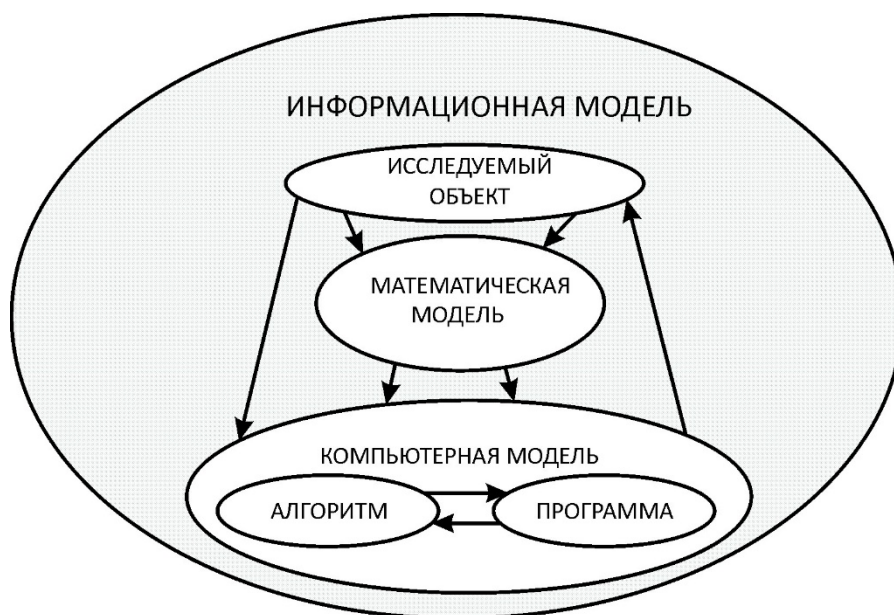 ИНФОРМАЦИОННАЯ МОДЕЛЬ
ИССЛЕДУЕМЫЙ
ОБЪЕКТ
МАТЕМАТИЧЕСКАЯ
МОДЕЛЬ
КОМПЬЮТЕРНАЯ МОДЕЛЬ
АЛГОРИТМ
ПРОГРАММА